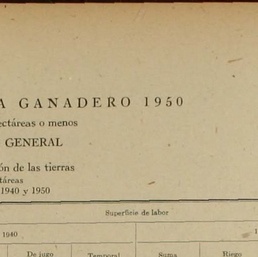 A GANADERO 1950
ectáreas o menos
GENERAL
ón de las tierras
táreas
1940 y 1950
Superficie de labor
1940
1
De jugo
Temporal
Suma
Riego